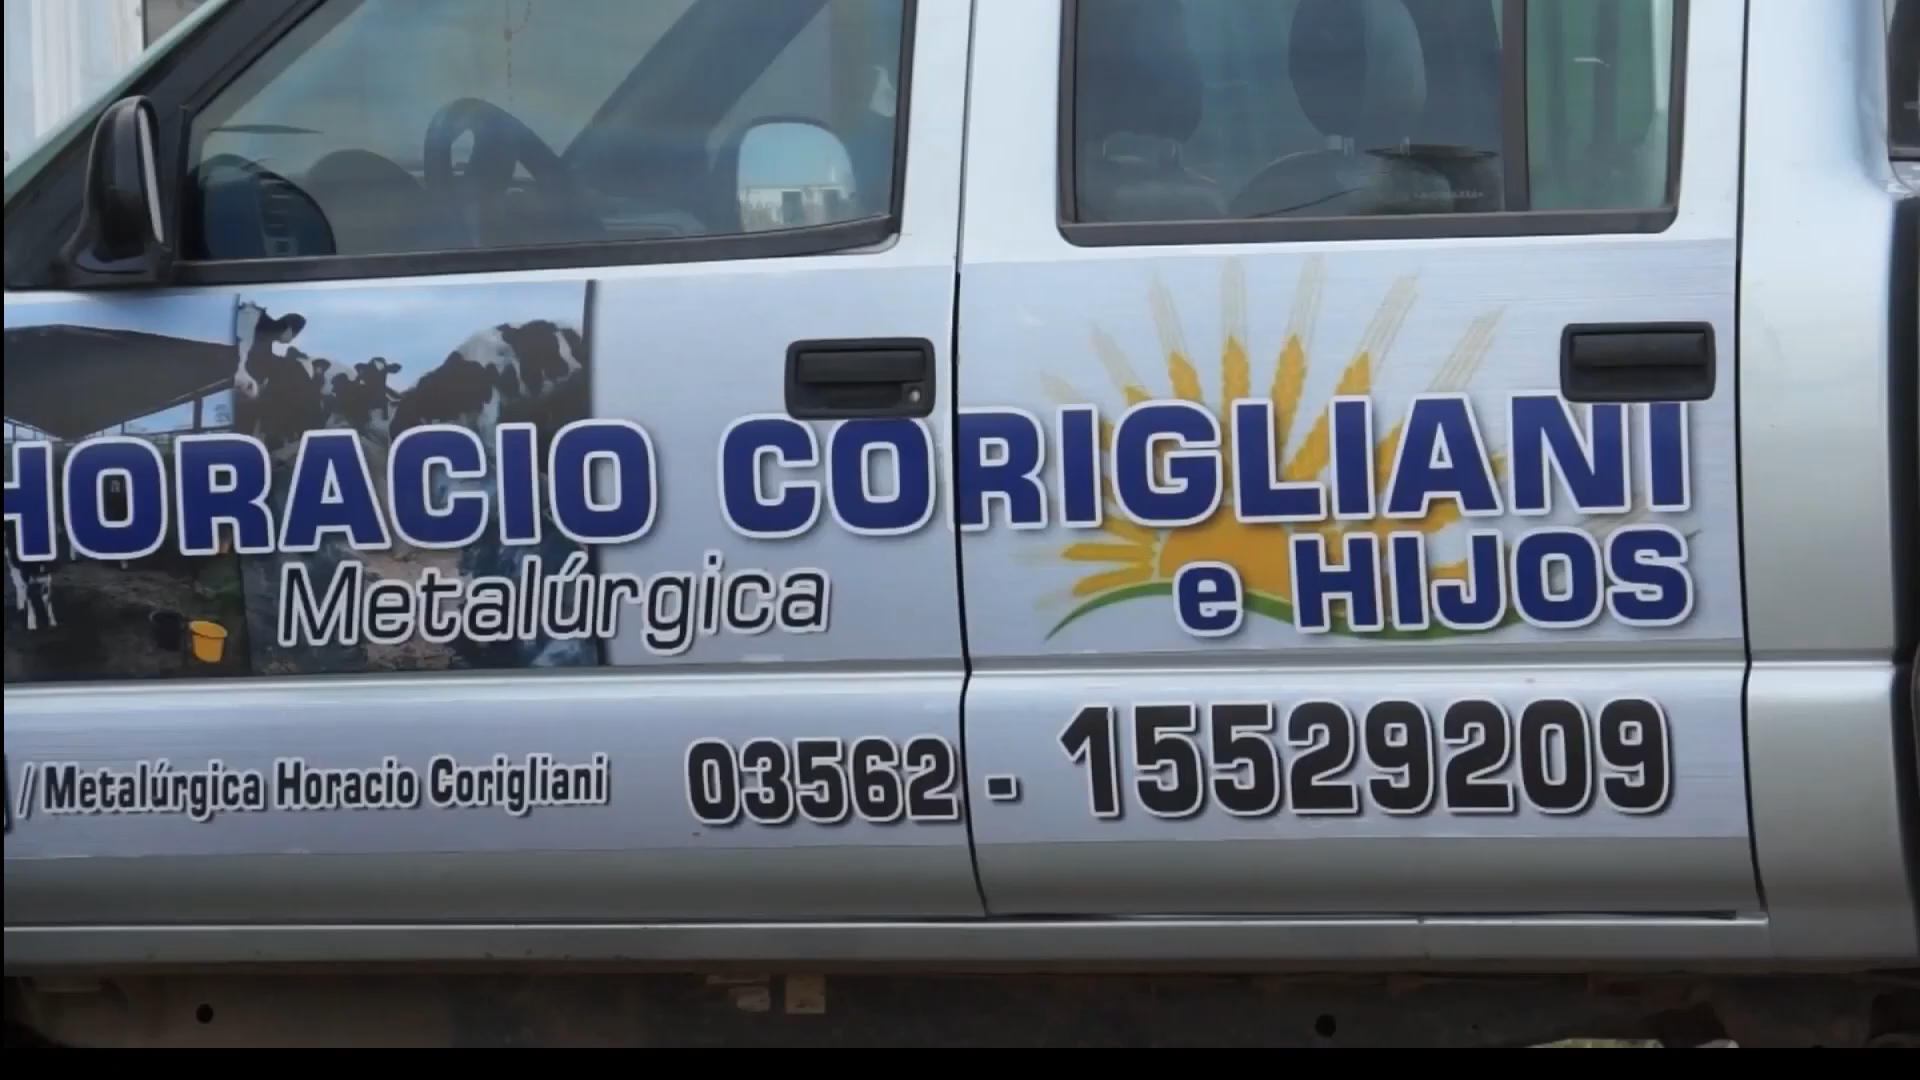 HORACIO CORIGLIANI
Metalúrgica
e HIJOS
/ Metalúrgica Horacio Corigliani
03562 - 15529209